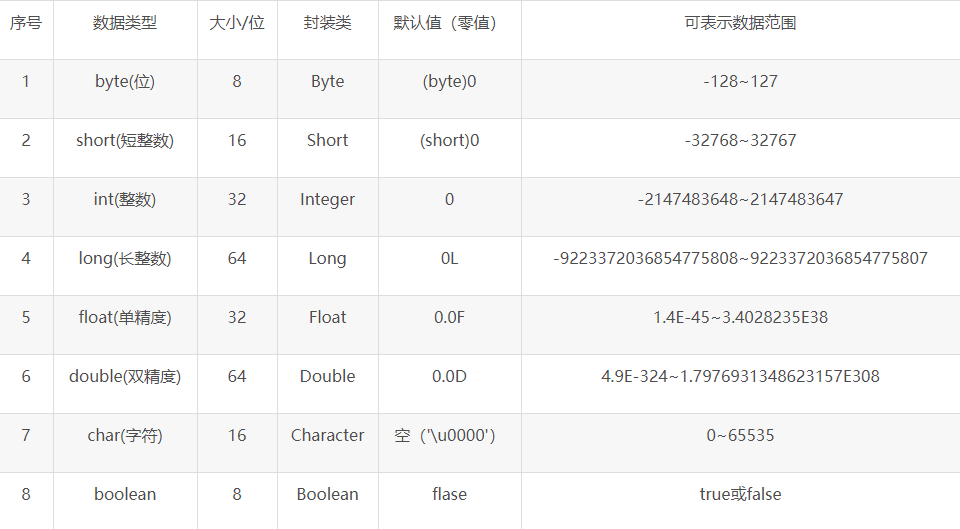 序号 数据类型 大小/位 封装类 默认值（零值） 可表示数据范围
1 byte(位) 8 Byte (byte)0 -128~127
2 short(短整数) 16 Short (short)0 -32768~32767
3 int(整数) 32 Integer 0 -2147483648~2147483647
4 long(长整数) 64 Long 0L -9223372036854775808~9223372036854775807
5 float(单精度) 32 Float 0.0F 1.4E-45~3.4028235E38
6 double(双精度) 64 Double 0.0D 4.9E-324~1.7976931348623157E308
7 char(字符) 16 Character 空（'\u0000'） 0~65535
8 boolean 8 Boolean flase true或false